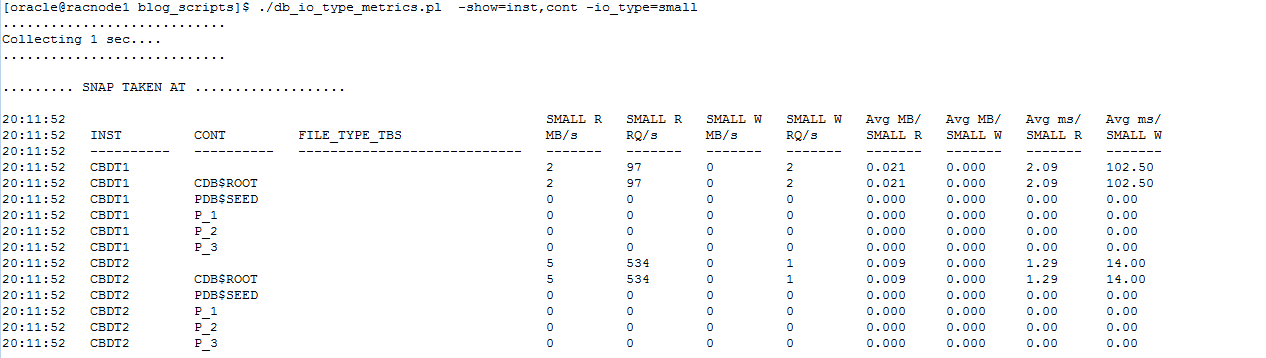 [oracle@racnode1 blog_scripts]$ ./db_io_type_metrics.pl  -show=inst,cont -io_type=small
............................
Collecting 1 sec....
............................
......... SNAP TAKEN AT ...................
20:11:52 SMALL R SMALL R SMALL W SMALL W Avg MB/ Avg MB/ Avg ms/ Avg ms/
20:11:52 INST CONT FILE_TYPE_TBS MB/s RQ/s MB/s RQ/s SMALL R SMALL W SMALL R SMALL W
20:11:52 ---------- ---------- ---------------------------- ------- ------- ------- ------- ------- ------- ------- -------
20:11:52 CBDT1 2 97 0 2 0.021 0.000 2.09 102.50
20:11:52 CBDT1 CDB$ROOT 2 97 0 2 0.021 0.000 2.09 102.50
20:11:52 CBDT1 PDB$SEED 0 0 0 0 0.000 0.000 0.00 0.00
20:11:52 CBDT1 P_1 0 0 0 0 0.000 0.000 0.00 0.00
20:11:52 CBDT1 P_2 0 0 0 0 0.000 0.000 0.00 0.00
20:11:52 CBDT1 P_3 0 0 0 0 0.000 0.000 0.00 0.00
20:11:52 CBDT2 5 534 0 1 0.009 0.000 1.29 14.00
20:11:52 CBDT2 CDB$ROOT 5 534 0 1 0.009 0.000 1.29 14.00
20:11:52 CBDT2 PDB$SEED 0 0 0 0 0.000 0.000 0.00 0.00
20:11:52 CBDT2 P_1 0 0 0 0 0.000 0.000 0.00 0.00
20:11:52 CBDT2 P_2 0 0 0 0 0.000 0.000 0.00 0.00
20:11:52 CBDT2 P_3 0 0 0 0 0.000 0.000 0.00 0.00